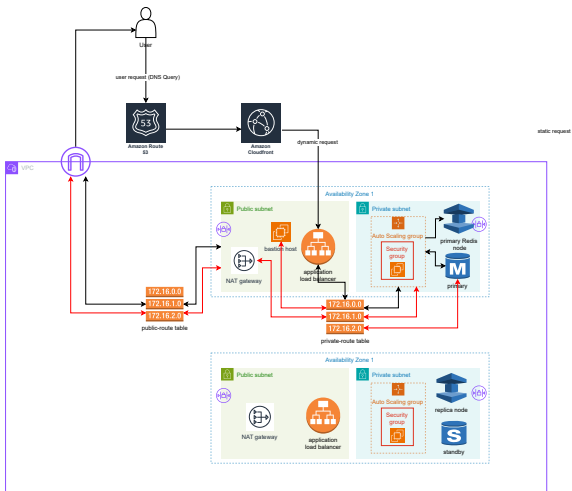 User
user request (DNS Query)
53
Amazon Route
53
Amazon
Cloudfront
static request
dynamic request
VPC
Availability Zone 1
Public subnet
Private subnet
bastion host
NAT gateway
application
load balancer
Auto Scaling group
Security
group
primary Redis
node
M
primary
172.16.0.0
172.16.1.0
172.16.2.0
public-route table
172.16.0.0
172.16.1.0
172.16.2.0
private-route table
Availability Zone 1
Public subnet
Private subnet
NAT gateway
application
load balancer
Auto Scaling group
Security
group
replica node
S
standby